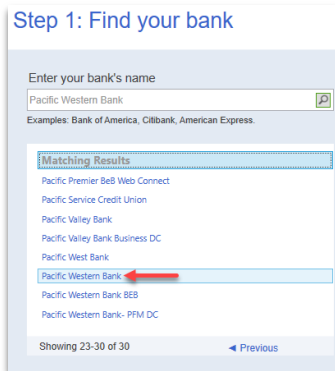 Step 1: Find your bank
Enter your bank's name
Pacific Western Bank
Examples: Bank of America, Citibank, American Express.
Matching Results
Pacific Premier BeB Web Connect
Pacific Service Credit Union
Pacific Valley Bank
Pacific Valley Bank Business DC
Pacific West Bank
Pacific Western Bank
Pacific Western Bank BEB
Pacific Western Bank- PFM DC
Showing 23-30 of 30 ◄ Previous